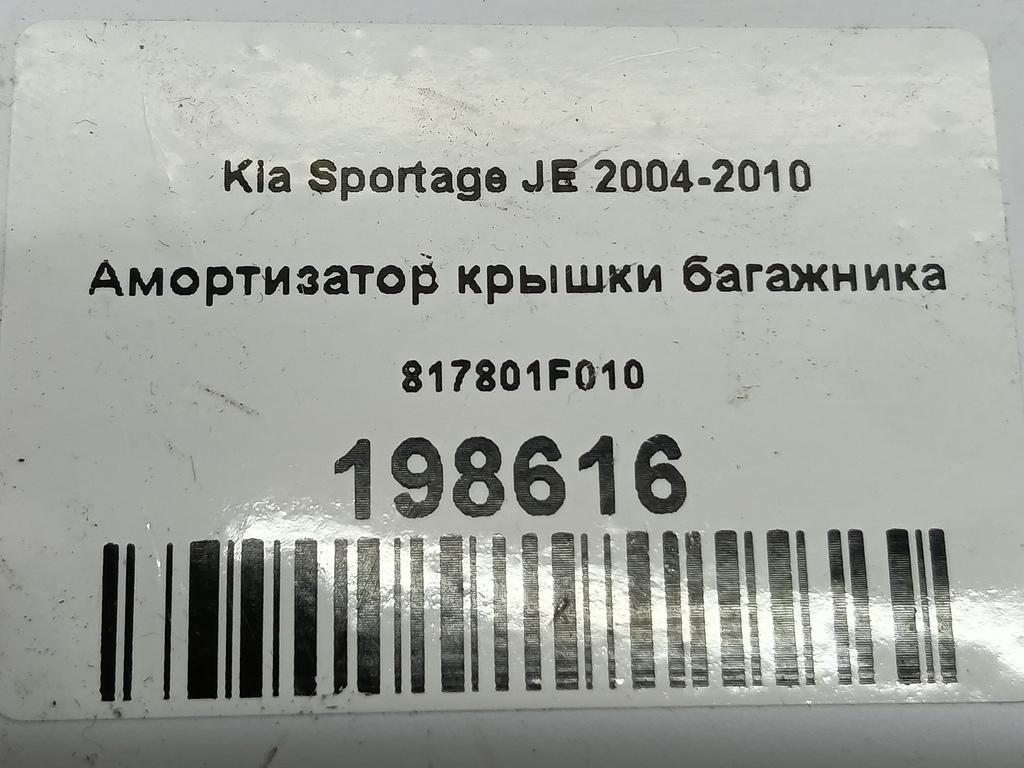 Kia Sportage JE 2004-2010
Амортизатор крышки багажника
817801F010
198616